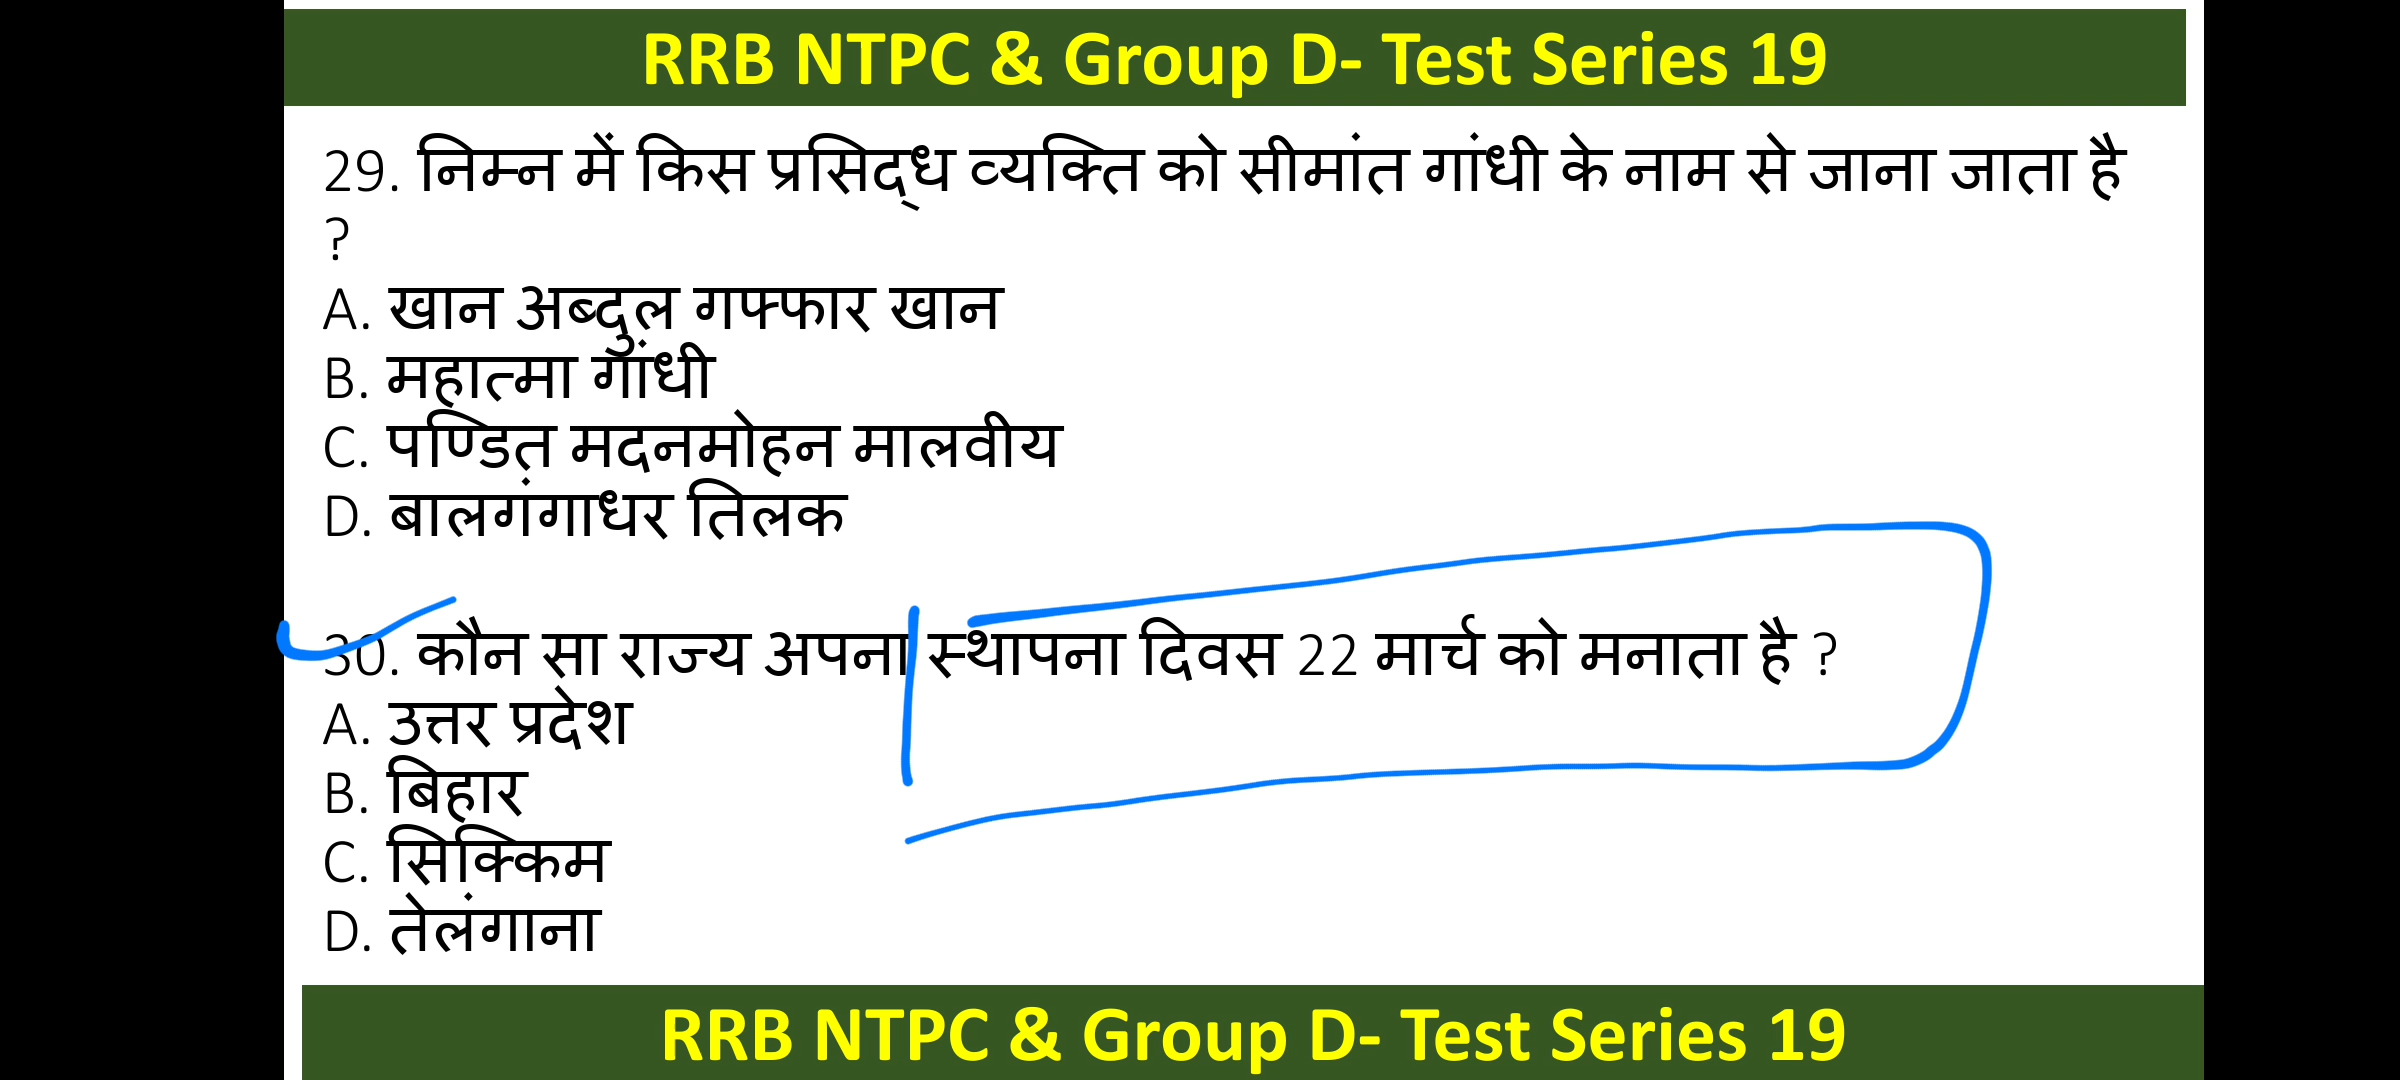 RRB NTPC & Group D- Test Series 19
29. निम्न में किस प्रसिद्ध व्यक्ति को सीमांत गांधी के नाम से जाना जाता है
?
A. खान अब्दुल गफ्फार खान
B. महात्मा गांधी
C. पण्डित मदनमोहन मालवीय
D. बालगंगाधर तिलक
30. कौन सा राज्य अपना स्थापना दिवस 22 मार्च को मनाता है ?
A. उत्तर प्रदेश
B. बिहार
C. सिक्किम
D. तेलंगाना
RRB NTPC & Group D- Test Series 19